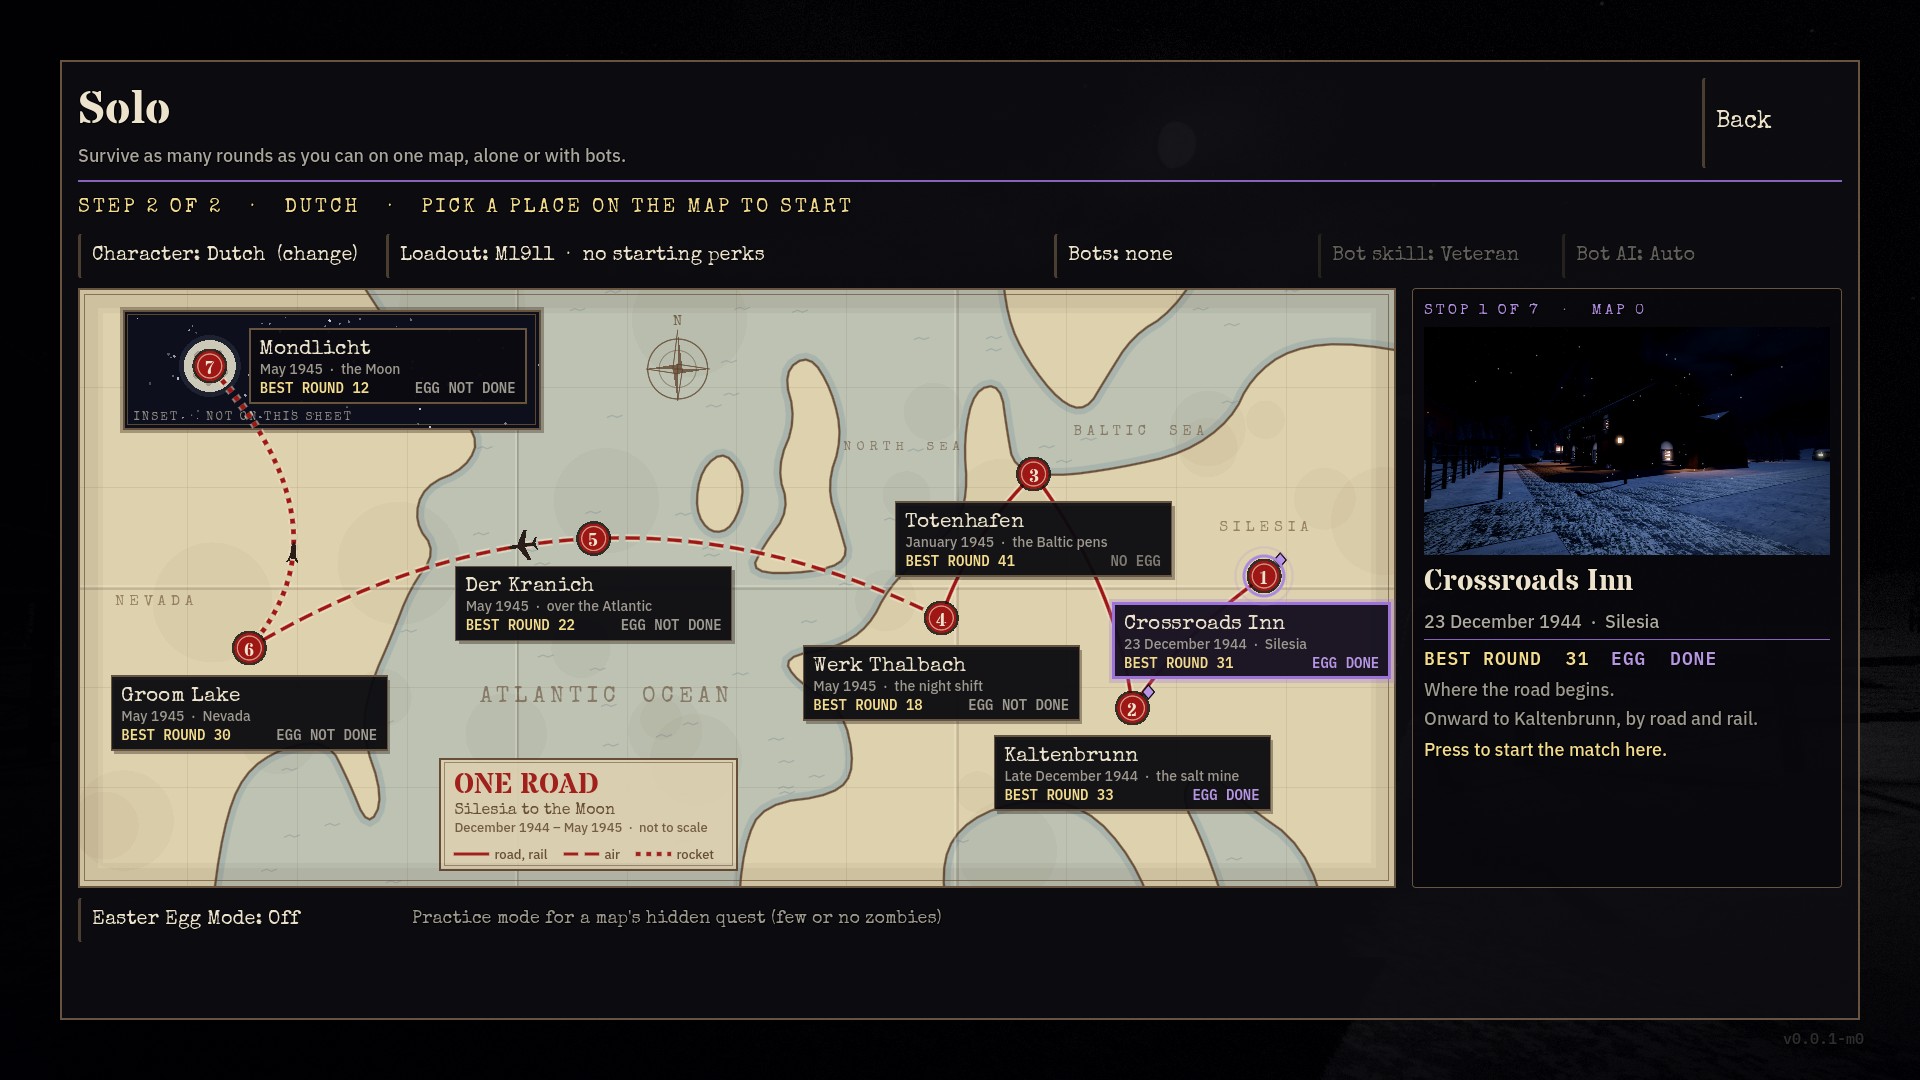 Solo
Back
Survive as many rounds as you can on one map, alone or with bots.
STEP 2 OF 2 · DUTCH · PICK A PLACE ON THE MAP TO START
Character: Dutch (change)
Loadout: M1911 · no starting perks
Bots: none
Bot skill: Veteran
Bot AI: Auto
7
Mondlicht
May 1945 · the Moon
BEST ROUND 12 EGG NOT DONE
INSET · NOT ON THIS SHEET
N
NORTH SEA
BALTIC SEA
3
Totenhafen
January 1945 · the Baltic pens
BEST ROUND 41 NO EGG
SILESIA
5
Der Kranich
May 1945 · over the Atlantic
BEST ROUND 22 EGG NOT DONE
1
Crossroads Inn
23 December 1944 · Silesia
BEST ROUND 31 EGG DONE
NEVADA
4
Werk Thalbach
May 1945 · the night shift
BEST ROUND 18 EGG NOT DONE
6
Groom Lake
May 1945 · Nevada
BEST ROUND 30 EGG NOT DONE
ATLANTIC OCEAN
2
Kaltenbrunn
Late December 1944 · the salt mine
BEST ROUND 33 EGG DONE
ONE ROAD
Silesia to the Moon
December 1944 – May 1945 · not to scale
road, rail air rocket
STOP 1 OF 7 · MAP 0
Crossroads Inn
23 December 1944 · Silesia
BEST ROUND 31 EGG DONE
Where the road begins.
Onward to Kaltenbrunn, by road and rail.
Press to start the match here.
Easter Egg Mode: Off
Practice mode for a map's hidden quest (few or no zombies)
v0.0.1-m0